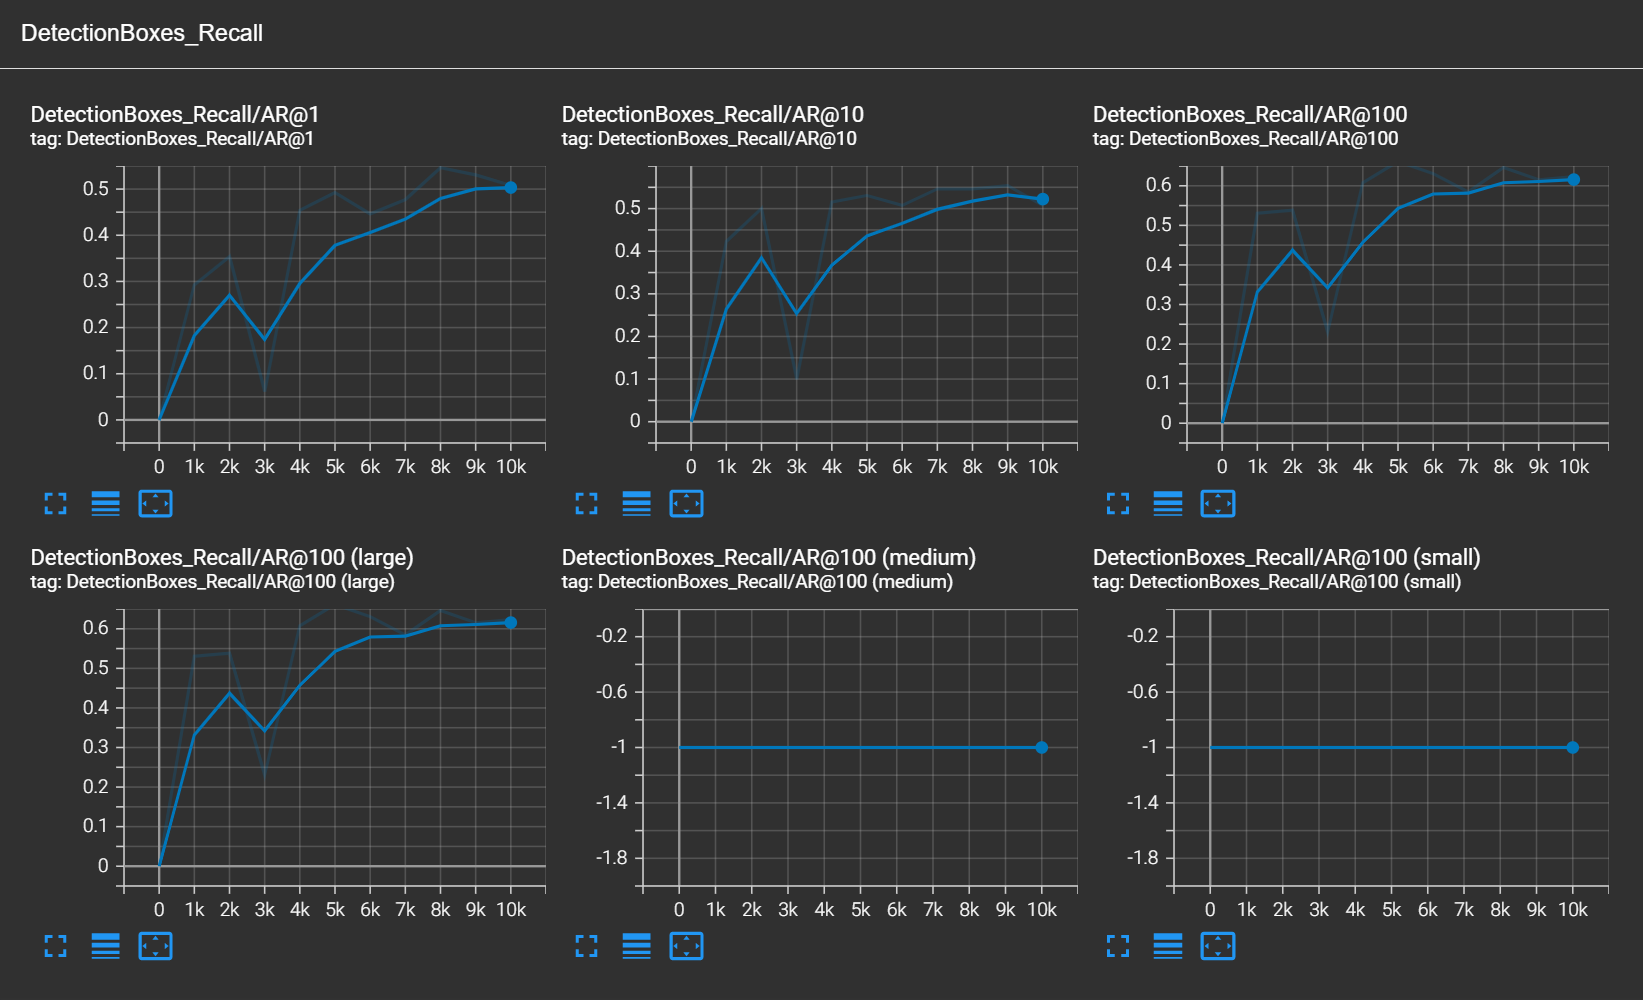 DetectionBoxes_Recall
DetectionBoxes_Recall/AR@1
tag: DetectionBoxes_Recall/AR@1
0.5
0.4
0.3
0.2
0.1
0
0 1k 2k 3k 4k 5k 6k 7k 8k 9k 10k
DetectionBoxes_Recall/AR@10
tag: DetectionBoxes_Recall/AR@10
0.5
0.4
0.3
0.2
0.1
0
0 1k 2k 3k 4k 5k 6k 7k 8k 9k 10k
DetectionBoxes_Recall/AR@100
tag: DetectionBoxes_Recall/AR@100
0.6
0.5
0.4
0.3
0.2
0.1
0
0 1k 2k 3k 4k 5k 6k 7k 8k 9k 10k
DetectionBoxes_Recall/AR@100 (large)
tag: DetectionBoxes_Recall/AR@100 (large)
0.6
0.5
0.4
0.3
0.2
0.1
0
0 1k 2k 3k 4k 5k 6k 7k 8k 9k 10k
DetectionBoxes_Recall/AR@100 (medium)
tag: DetectionBoxes_Recall/AR@100 (medium)
-0.2
-0.6
-1
-1.4
-1.8
0 1k 2k 3k 4k 5k 6k 7k 8k 9k 10k
DetectionBoxes_Recall/AR@100 (small)
tag: DetectionBoxes_Recall/AR@100 (small)
-0.2
-0.6
-1
-1.4
-1.8
0 1k 2k 3k 4k 5k 6k 7k 8k 9k 10k